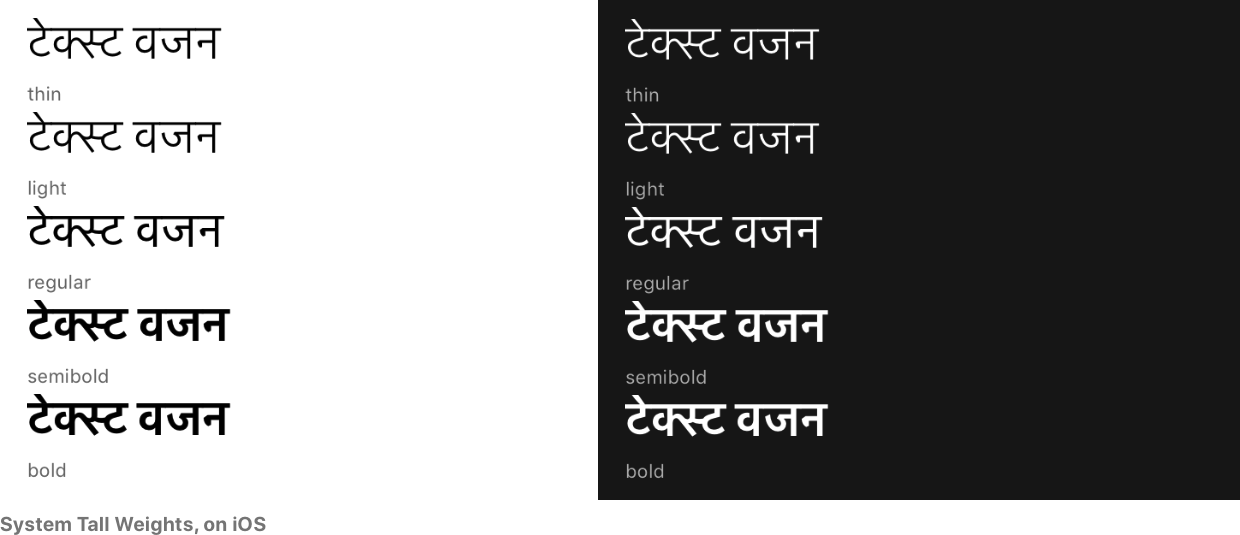 टेक्स्ट वजन
thin
टेक्स्ट वजन
light
टेक्स्ट वजन
regular
टेक्स्ट वजन
semibold
टेक्स्ट वजन
bold
टेक्स्ट वजन
thin
टेक्स्ट वजन
light
टेक्स्ट वजन
regular
टेक्स्ट वजन
semibold
टेक्स्ट वजन
bold
System Tall Weights, on iOS